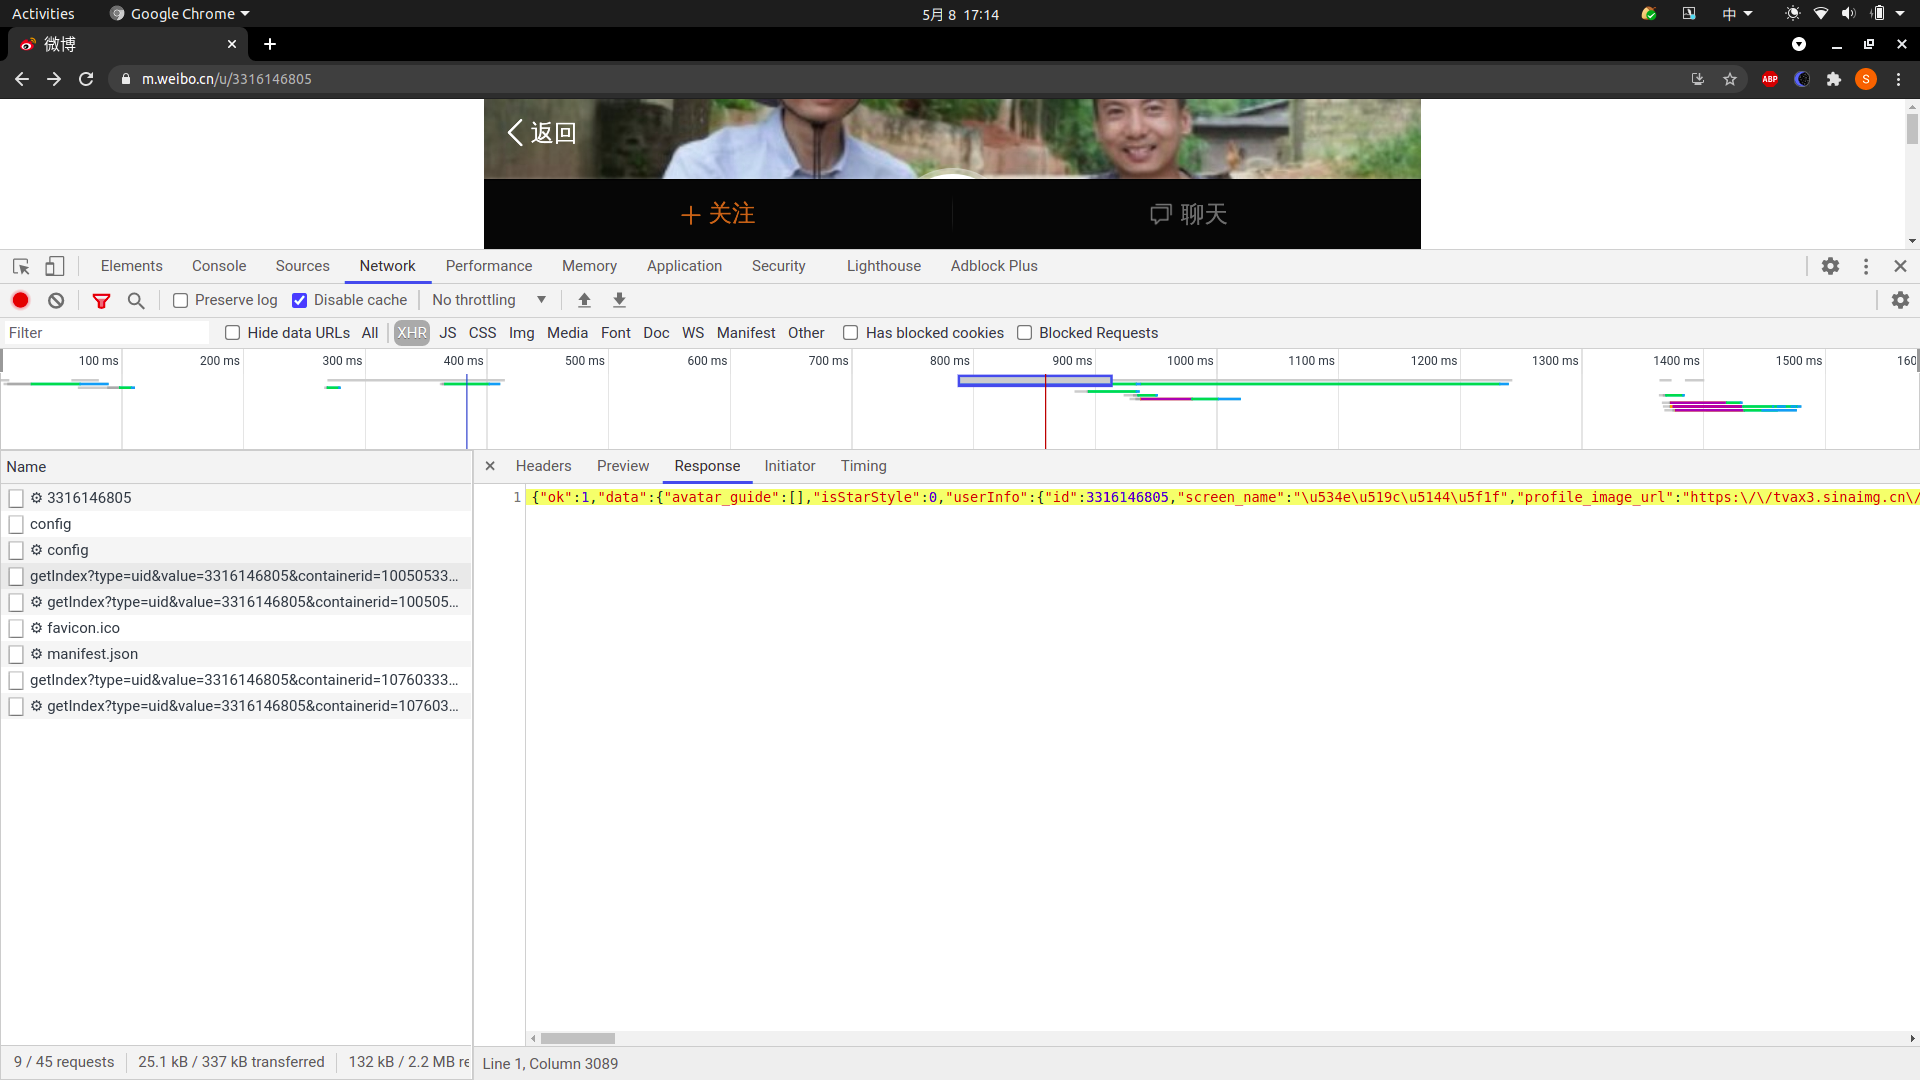 Activities Google Chrome 5月 8 17:14 中
微博
m.weibo.cn/u/3316146805 ABP S
返回
关注 聊天
Elements Console Sources Network Performance Memory Application Security Lighthouse Adblock Plus
Preserve log Disable cache No throttling
Filter Hide data URLs All XHR JS CSS Img Media Font Doc WS Manifest Other Has blocked cookies Blocked Requests
100 ms 200 ms 300 ms 400 ms 500 ms 600 ms 700 ms 800 ms 900 ms 1000 ms 1100 ms 1200 ms 1300 ms 1400 ms 1500 ms 160
Name
Headers Preview Response Initiator Timing
3316146805
1 {"ok":1,"data":{"avatar_guide":[],"isStarStyle":0,"userInfo":{"id":3316146805,"screen_name":"\u534e\u519c\u5144\u5f1f","profile_image_url":"https:\/\/tvax3.sinaimg.cn\/
config
config
getIndex?type=uid&value=3316146805&containerid=10050533…
getIndex?type=uid&value=3316146805&containerid=100505…
favicon.ico
manifest.json
getIndex?type=uid&value=3316146805&containerid=10760333…
getIndex?type=uid&value=3316146805&containerid=107603…
9 / 45 requests 25.1 kB / 337 kB transferred 132 kB / 2.2 MB re
Line 1, Column 3089